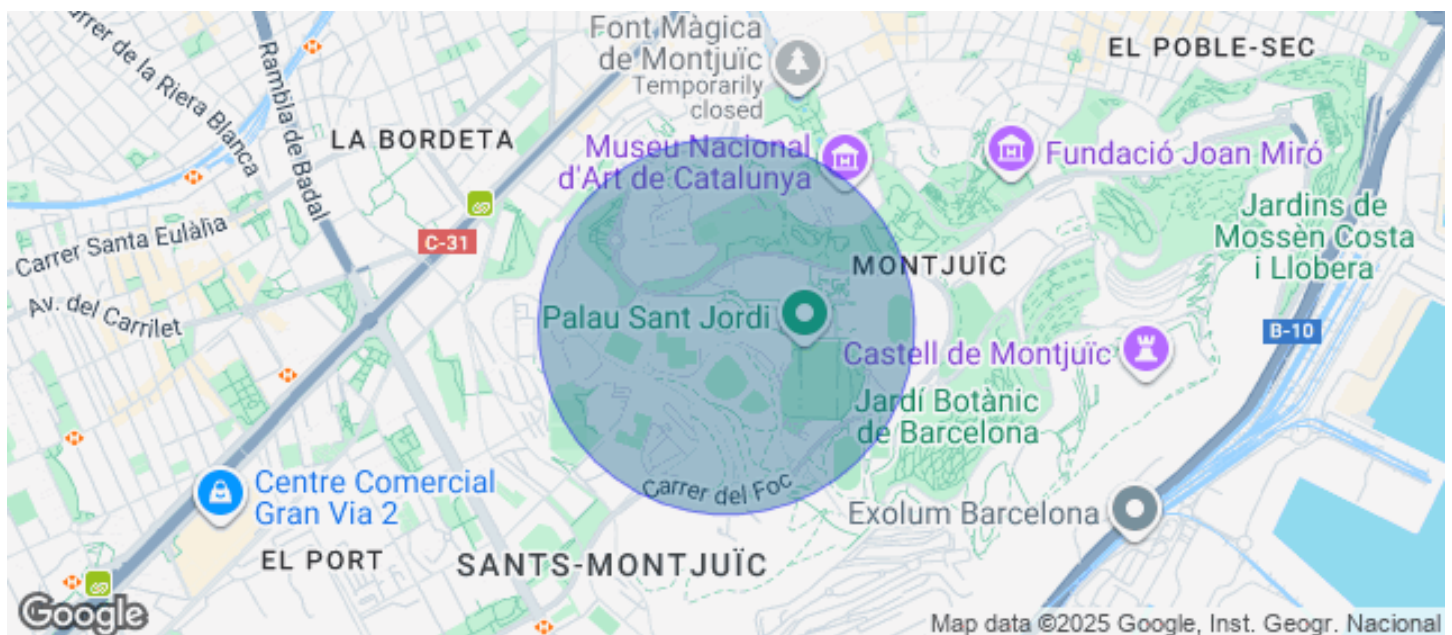 Font Màgica
de Montjuïc
Temporarily
closed
EL POBLE-SEC
Carrer de la Riera Blanca
Rambla de Badal
LA BORDETA
Museu Nacional
d'Art de Catalunya
Fundació Joan Miró
Carrer Santa Eulàlia
C-31
Jardins de
Mossèn Costa
i Llobera
MONTJUÏC
Av. del Carrilet
Palau Sant Jordi
B-10
Castell de Montjuïc
Jardí Botànic
de Barcelona
Centre Comercial
Gran Via 2
Carrer del Foc
Exolum Barcelona
EL PORT
SANTS-MONTJUÏC
Google
Map data ©2025 Google, Inst. Geogr. Nacional